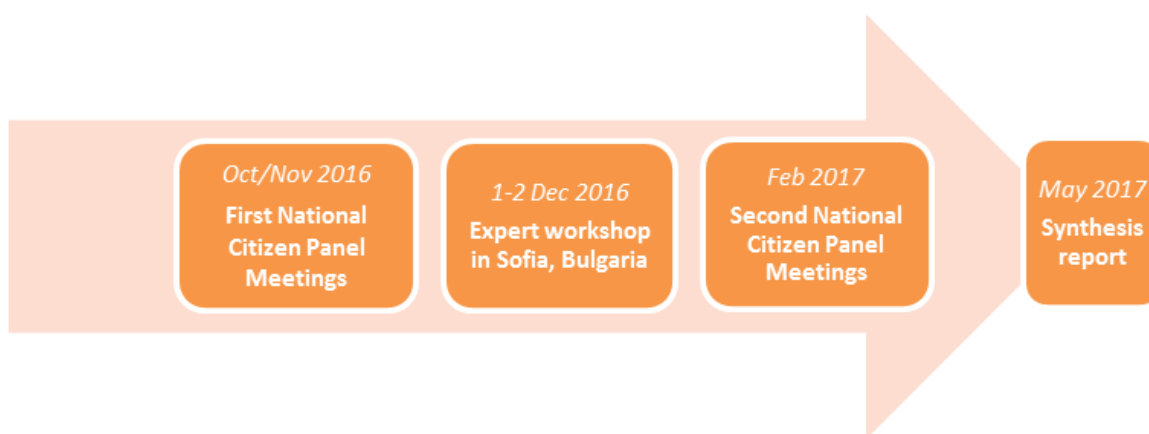 Oct/Nov 2016
First National
Citizen Panel
Meetings
1-2 Dec 2016
Expert workshop
in Sofia, Bulgaria
Feb 2017
Second National
Citizen Panel
Meetings
May 2017
Synthesis
report